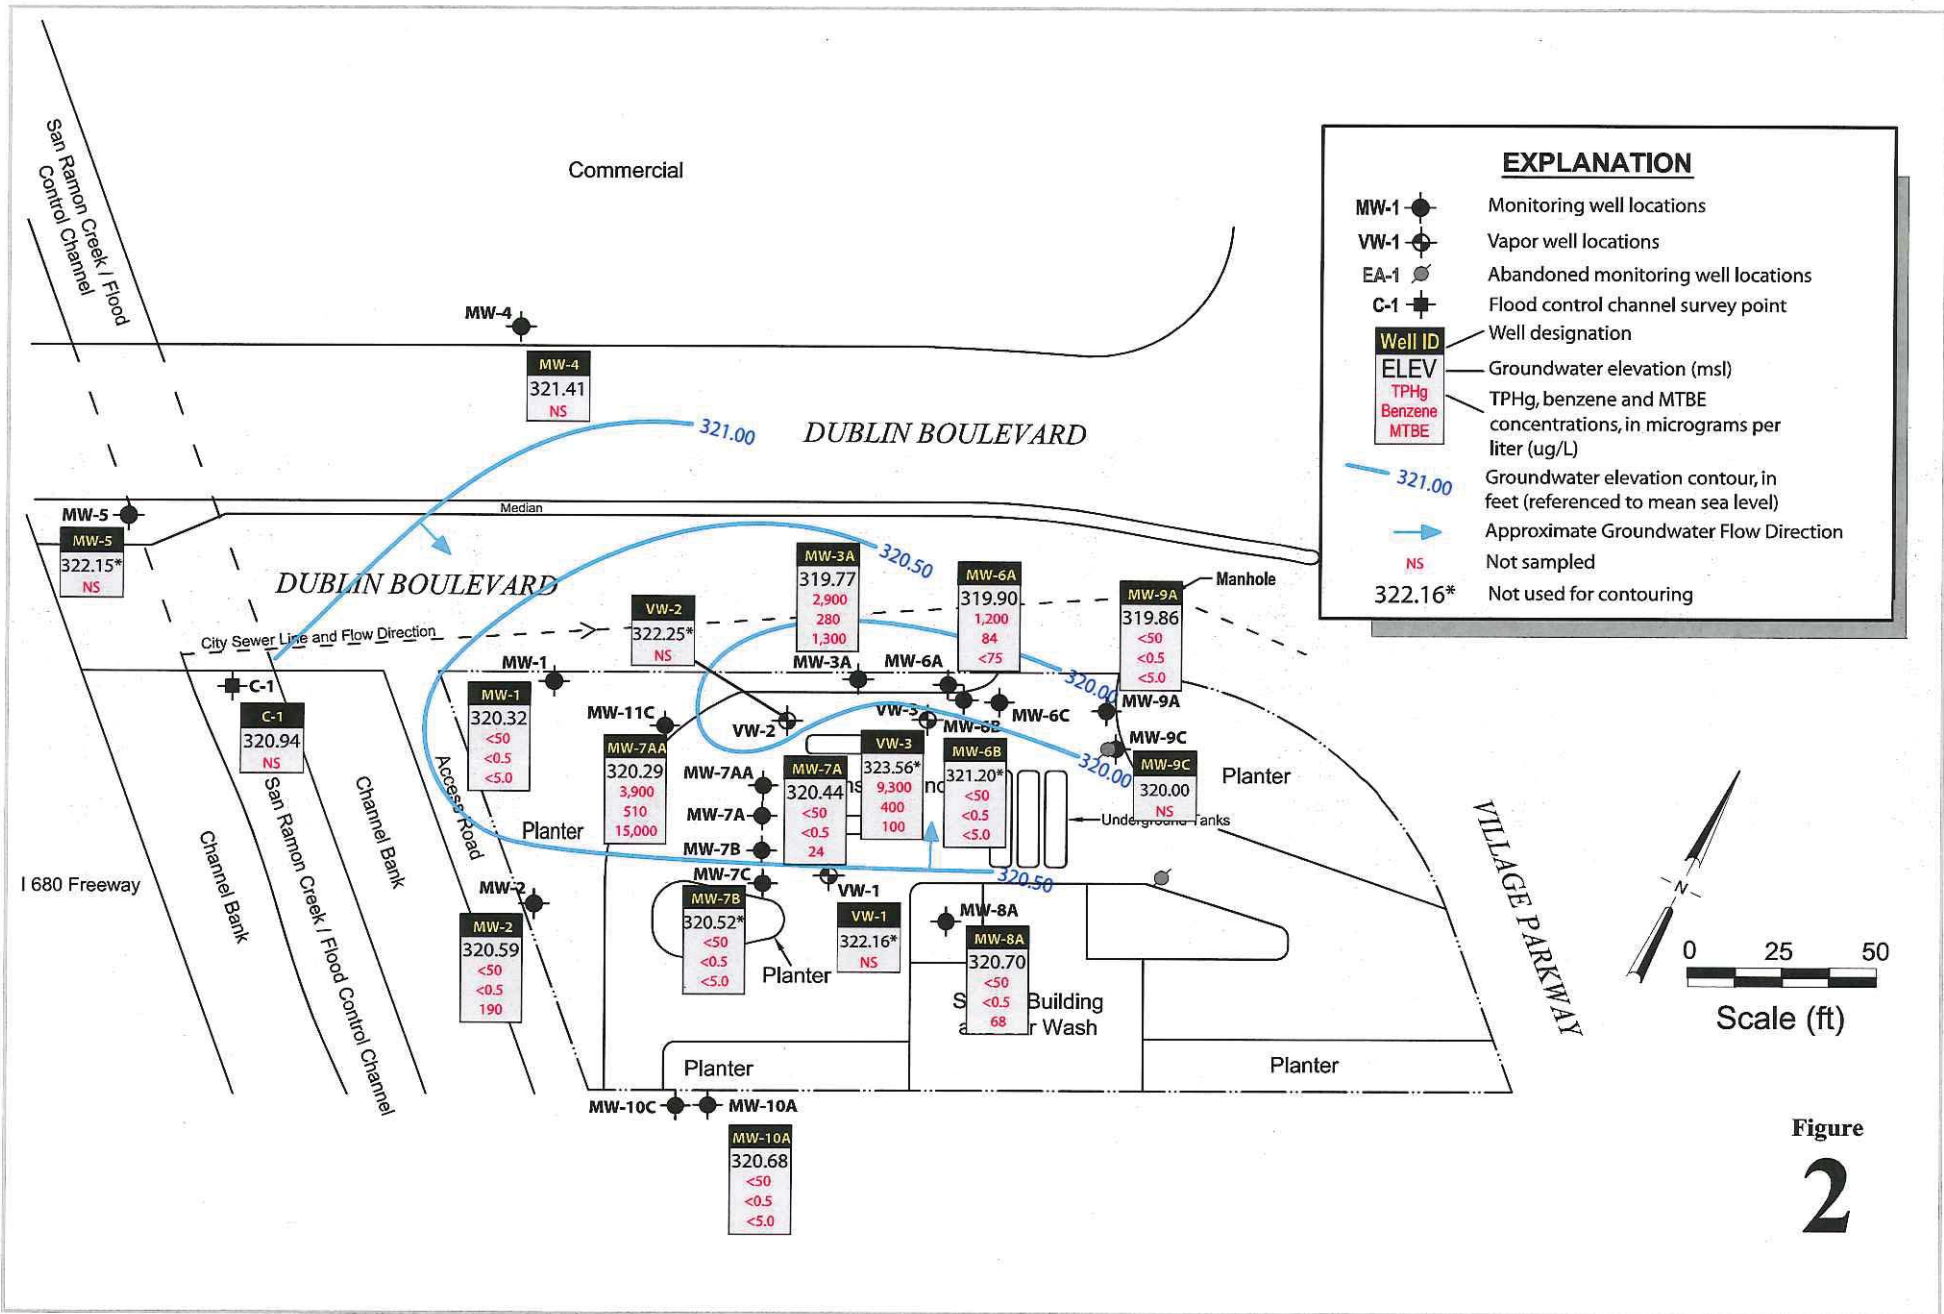 San Ramon Creek / Flood
Control Channel
Commercial
EXPLANATION
MW-1 Monitoring well locations
VW-1 Vapor well locations
EA-1 Abandoned monitoring well locations
C-1 Flood control channel survey point
Well ID Well designation
ELEV Groundwater elevation (msl)
TPHg
Benzene
MTBE
TPHg, benzene and MTBE
concentrations, in micrograms per
liter (ug/L)
321.00 Groundwater elevation contour, in
feet (referenced to mean sea level)
Approximate Groundwater Flow Direction
NS Not sampled
322.16* Not used for contouring
MW-4
MW-4
321.41
NS
321.00
DUBLIN BOULEVARD
Median
MW-5
MW-5
322.15*
NS
DUBLIN BOULEVARD
320.50
City Sewer Line and Flow Direction
VW-2
322.25*
NS
MW-3A
319.77
2,900
280
1,300
MW-6A
319.90
1,200
84
<75
MW-9A
319.86
<50
<0.5
<5.0
Manhole
C-1
C-1
320.94
NS
MW-1
MW-1
320.32
<50
<0.5
<5.0
MW-3A
MW-6A
320.00
MW-9A
MW-11C
VW-2
VW-3
MW-6B
MW-6C
MW-9C
MW-7AA
320.29
3,900
510
15,000
MW-7AA
MW-7A
MW-7B
MW-7C
MW-7A
320.44
<50
<0.5
24
VW-3
323.56*
9,300
400
100
MW-6B
321.20*
<50
<0.5
<5.0
320.00
MW-9C
320.00
NS
Planter
Underground Tanks
Access Road
Planter
Channel Bank
San Ramon Creek / Flood Control Channel
Channel Bank
I 680 Freeway
320.50
MW-2
MW-2
320.59
<50
<0.5
190
MW-7B
320.52*
<50
<0.5
<5.0
Planter
VW-1
VW-1
322.16*
NS
MW-8A
MW-8A
320.70
<50
<0.5
68
Building
Wash
VILLAGE PARKWAY
N
0 25 50
Scale (ft)
Planter
Planter
MW-10C
MW-10A
MW-10A
320.68
<50
<0.5
<5.0
Figure
2